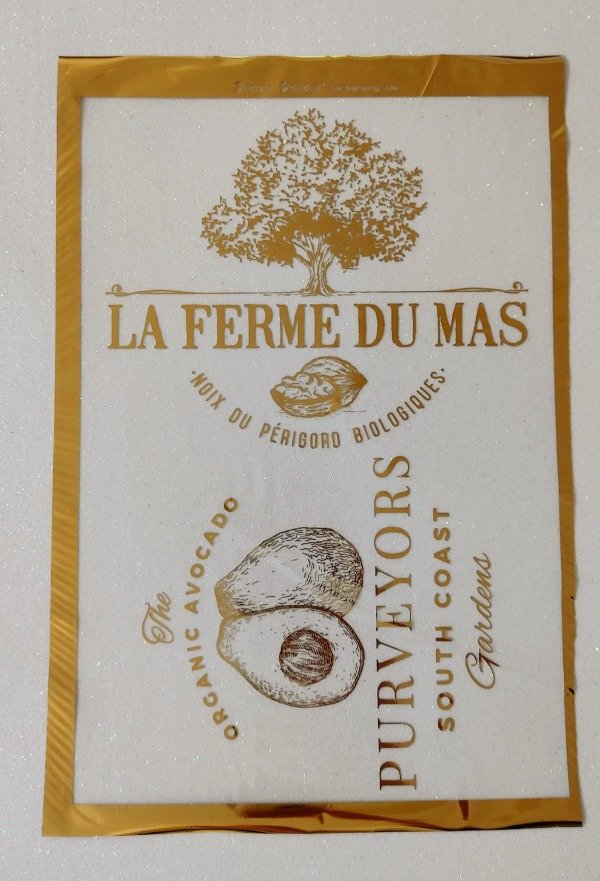 LA FERME DU MAS
·NOIX DU PÉRIGORD BIOLOGIQUES·
The
ORGANIC AVOCADO
PURVEYORS
SOUTH COAST
Gardens